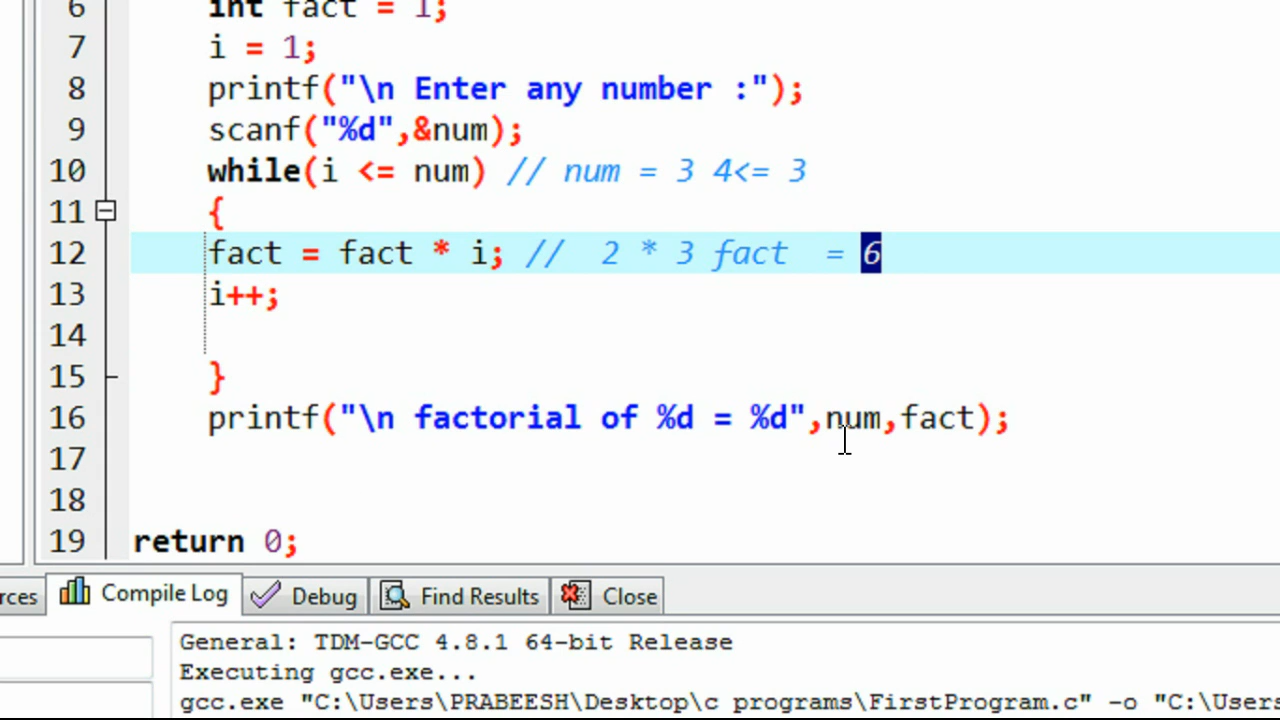 6 int fact = 1;
7 i = 1;
8 printf("\n Enter any number :");
9 scanf("%d",&num);
10 while(i <= num) // num = 3 4<= 3
11 {
12 fact = fact * i; // 2 * 3 fact = 6
13 i++;
14
15 }
16 printf("\n factorial of %d = %d",num,fact);
17
18
19 return 0;
rces Compile Log Debug Find Results Close
General: TDM-GCC 4.8.1 64-bit Release
Executing gcc.exe...
gcc.exe "C:\Users\PRABEESH\Desktop\c programs\FirstProgram.c" -o "C:\Users